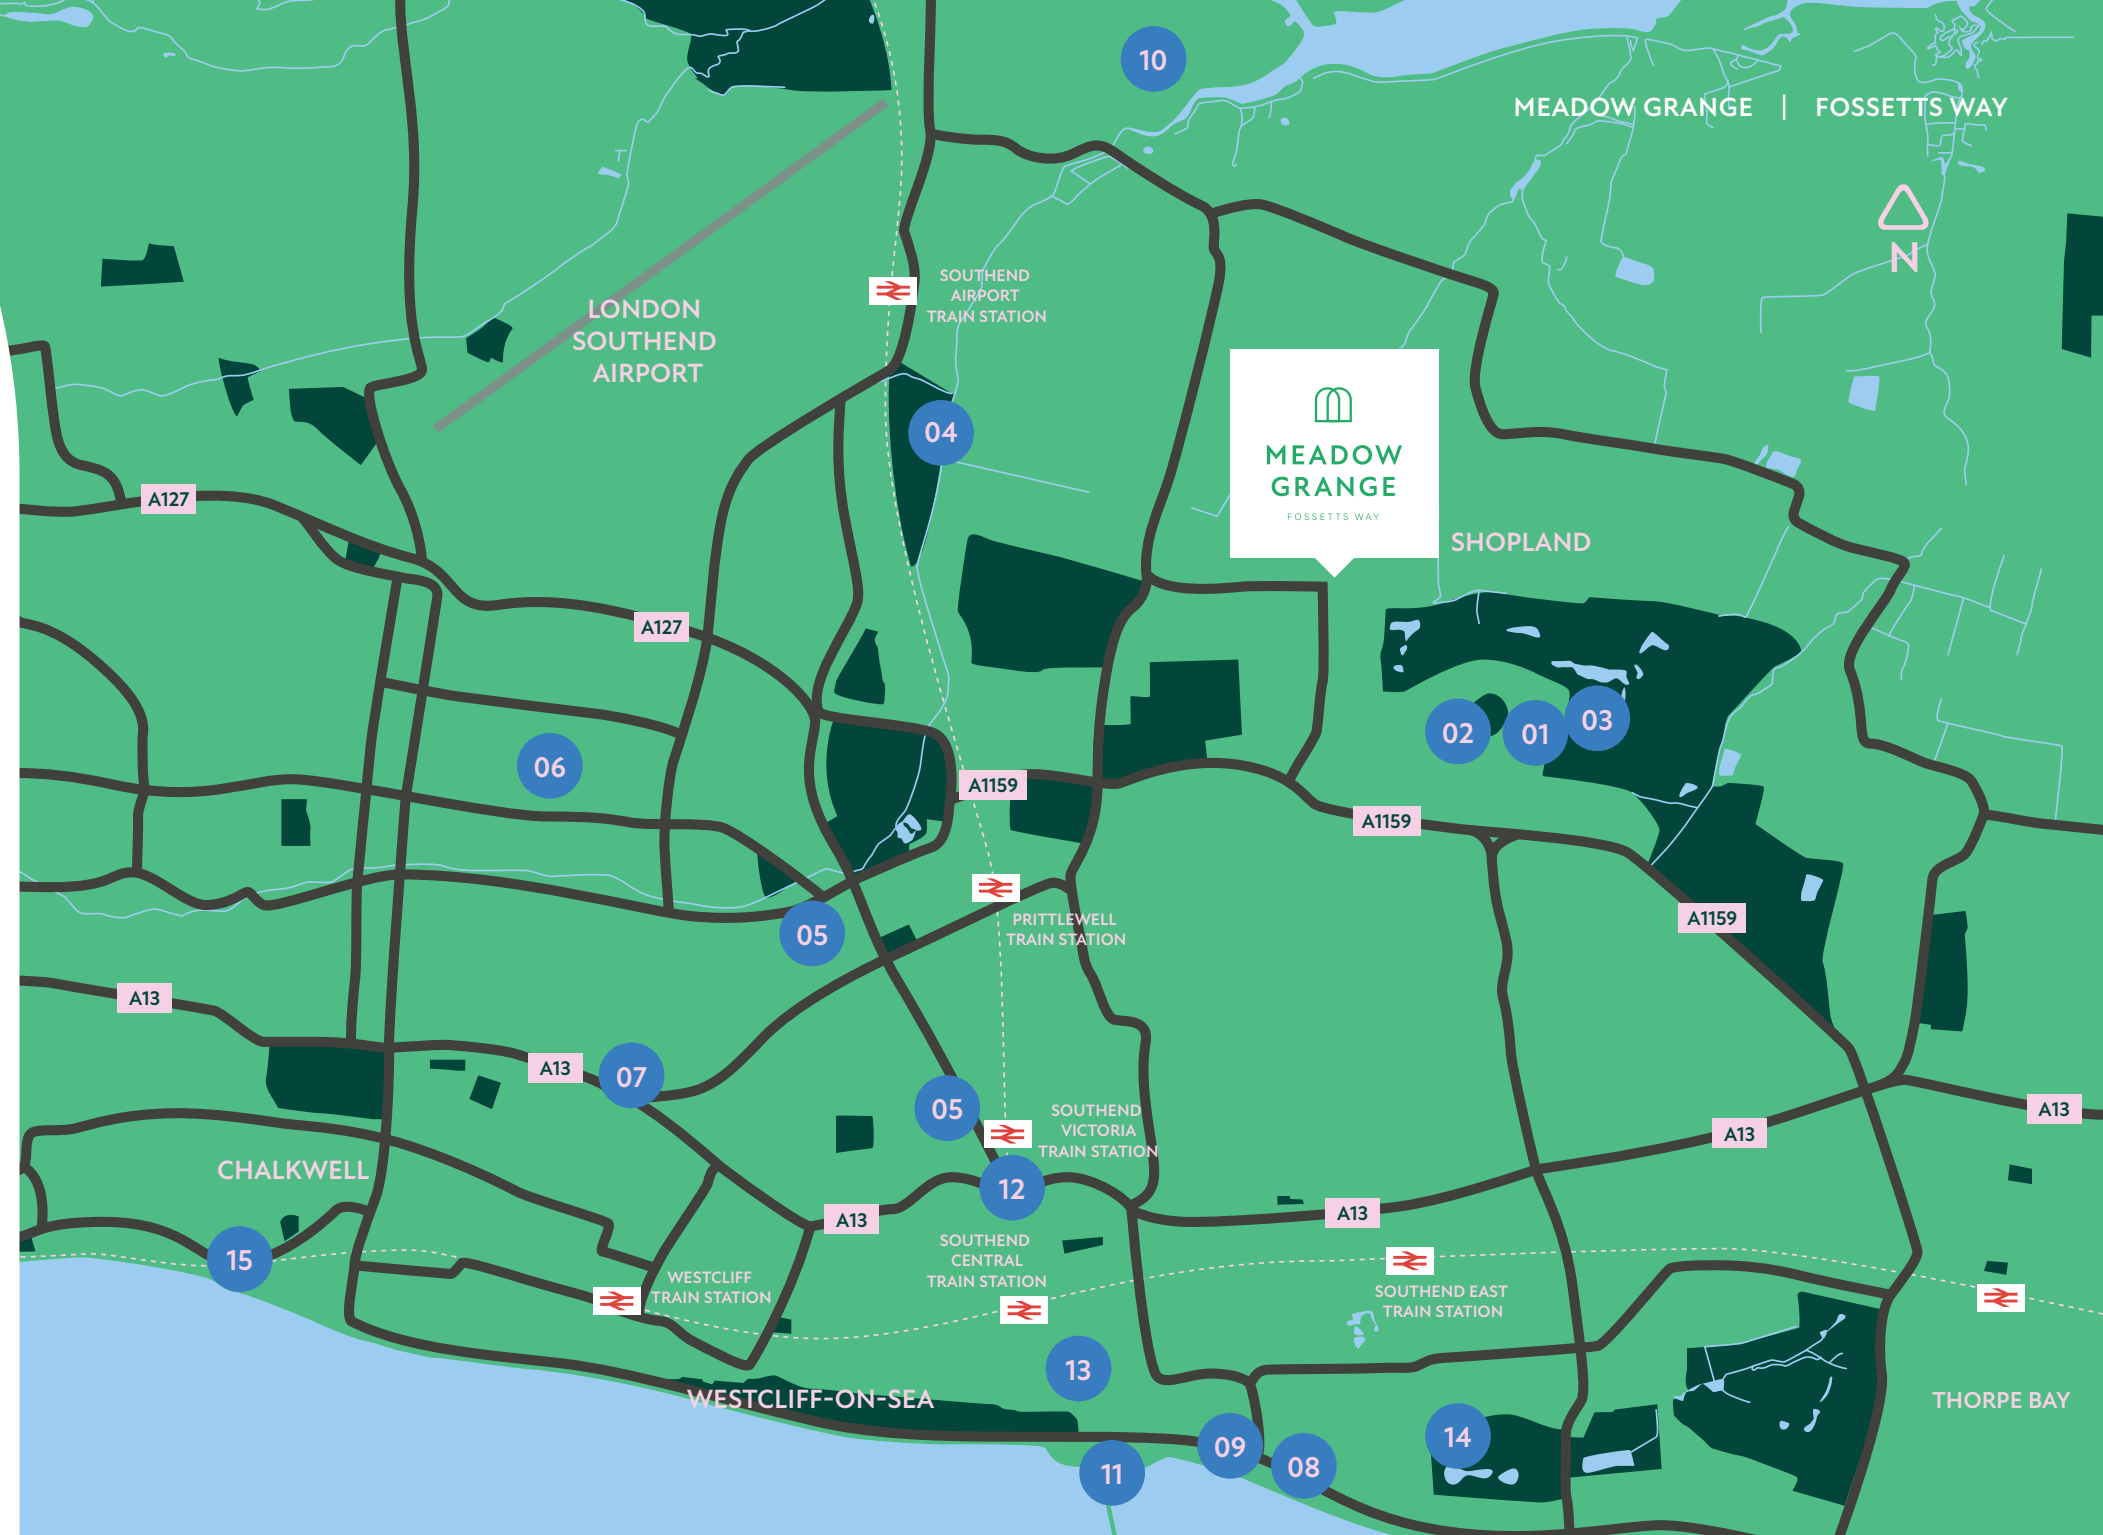 10
MEADOW GRANGE | FOSSETTS WAY
N
SOUTHEND
AIRPORT
TRAIN STATION
LONDON
SOUTHEND
AIRPORT
04
MEADOW
GRANGE
FOSSETTS WAY
A127
SHOPLAND
A127
02
01
03
06
A1159
A1159
05
PRITTLEWELL
TRAIN STATION
A1159
A13
A13
07
05
SOUTHEND
VICTORIA
TRAIN STATION
A13
A13
CHALKWELL
12
A13
A13
15
SOUTHEND
CENTRAL
TRAIN STATION
WESTCLIFF
TRAIN STATION
SOUTHEND EAST
TRAIN STATION
13
WESTCLIFF-ON-SEA
THORPE BAY
14
09
08
11